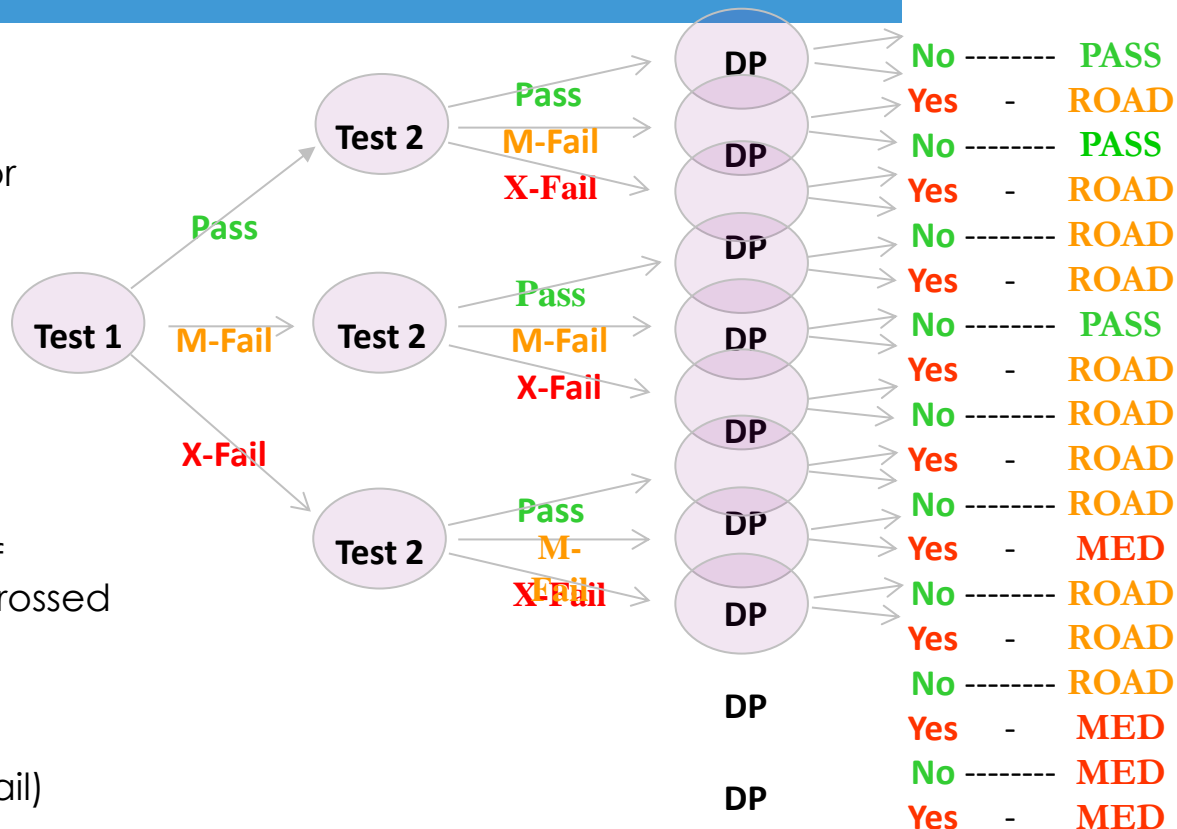 DP
No -------- PASS
Pass
Yes - ROAD
Test 2
M-Fail
DP
No -------- PASS
or
X-Fail
Yes - ROAD
Pass
DP
No -------- ROAD
Yes - ROAD
Pass
Test 1
M-Fail
Test 2
M-Fail
DP
No -------- PASS
X-Fail
Yes - ROAD
DP
No -------- ROAD
X-Fail
Yes - ROAD
Pass
DP
No -------- ROAD
Test 2
M-
Fail
Yes - MED
rossed
X-Fail
DP
No -------- ROAD
Yes - ROAD
DP
No -------- ROAD
Yes - MED
ail)
DP
No -------- MED
Yes - MED